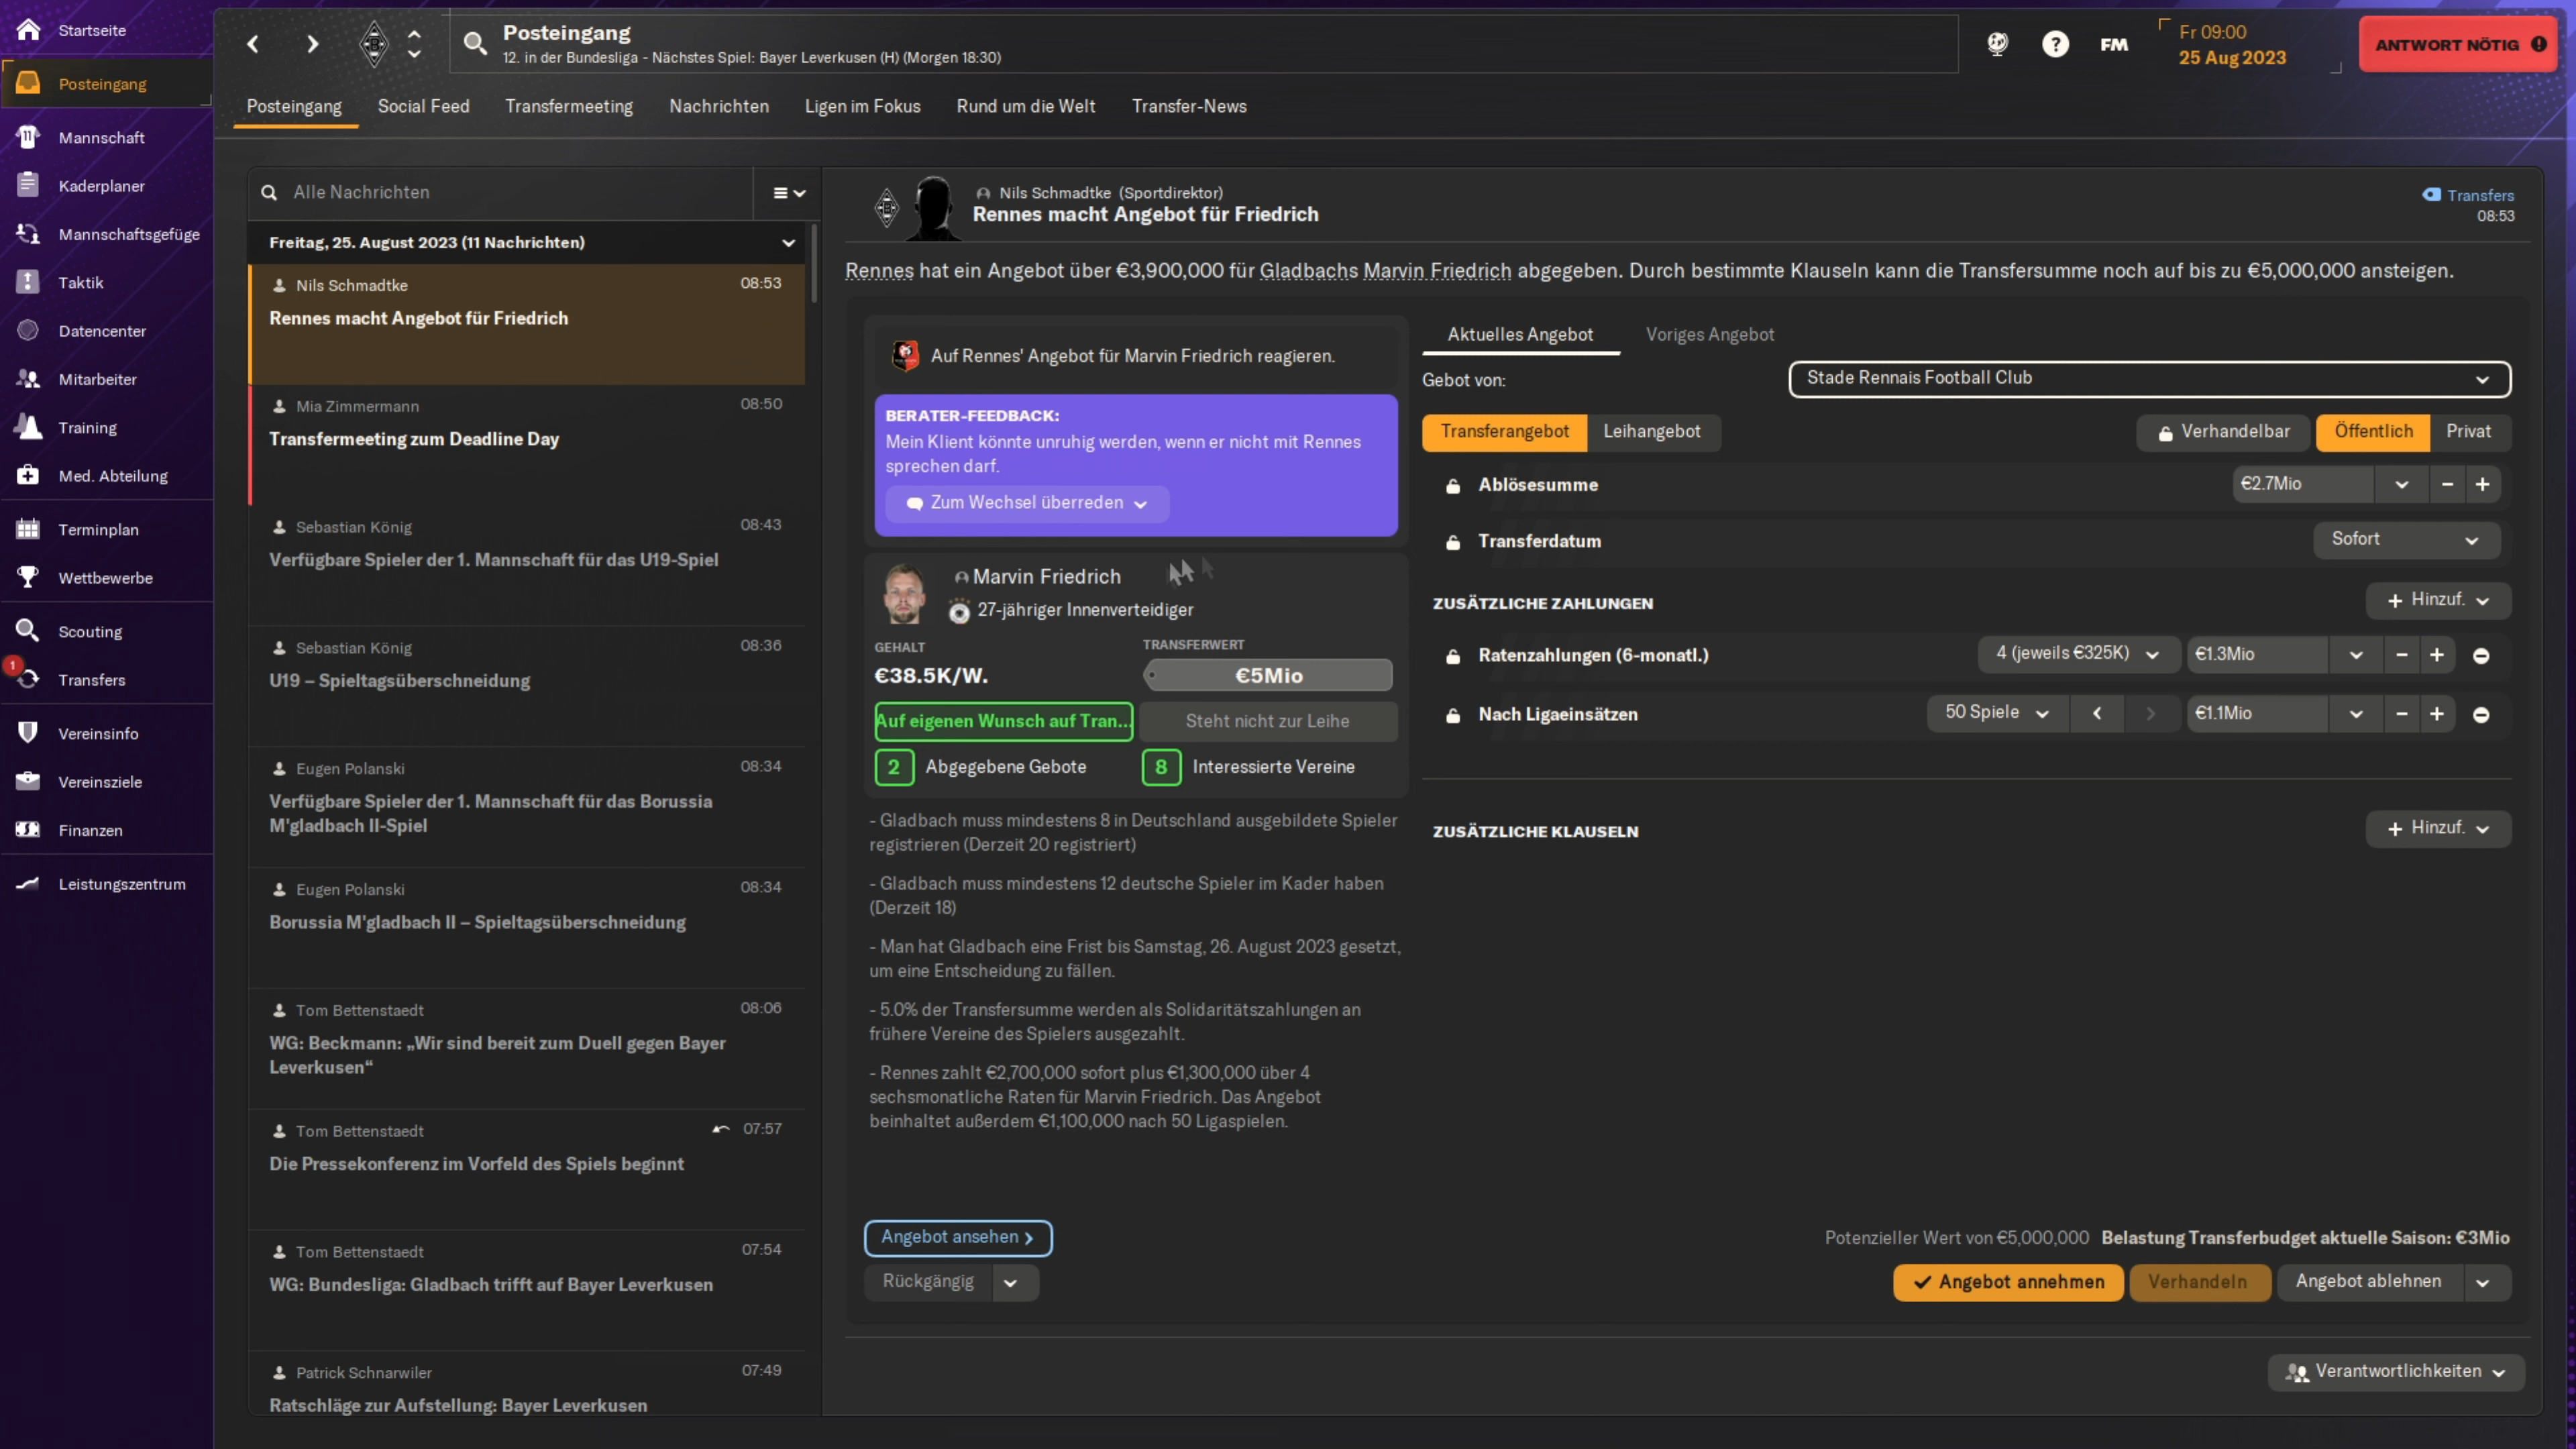 Startseite
Posteingang
Mannschaft
Kaderplaner
Mannschaftsgefüge
Taktik
Datencenter
Mitarbeiter
Training
Med. Abteilung
Terminplan
Wettbewerbe
Scouting
1
Transfers
Vereinsinfo
Vereinsziele
Finanzen
Leistungszentrum
Posteingang
12. in der Bundesliga - Nächstes Spiel: Bayer Leverkusen (H) (Morgen 18:30)
FM
Fr 09:00
25 Aug 2023
ANTWORT NÖTIG
Posteingang Social Feed Transfermeeting Nachrichten Ligen im Fokus Rund um die Welt Transfer-News
Alle Nachrichten
Freitag, 25. August 2023 (11 Nachrichten)
Nils Schmadtke 08:53
Rennes macht Angebot für Friedrich
Mia Zimmermann 08:50
Transfermeeting zum Deadline Day
Sebastian König 08:43
Verfügbare Spieler der 1. Mannschaft für das U19-Spiel
Sebastian König 08:36
U19 – Spieltagsüberschneidung
Eugen Polanski 08:34
Verfügbare Spieler der 1. Mannschaft für das Borussia
M'gladbach II-Spiel
Eugen Polanski 08:34
Borussia M'gladbach II – Spieltagsüberschneidung
Tom Bettenstaedt 08:06
WG: Beckmann: „Wir sind bereit zum Duell gegen Bayer
Leverkusen“
Tom Bettenstaedt 07:57
Die Pressekonferenz im Vorfeld des Spiels beginnt
Tom Bettenstaedt 07:54
WG: Bundesliga: Gladbach trifft auf Bayer Leverkusen
Patrick Schnarwiler 07:49
Ratschläge zur Aufstellung: Bayer Leverkusen
Nils Schmadtke (Sportdirektor)
Rennes macht Angebot für Friedrich
Transfers
08:53
Rennes hat ein Angebot über €3,900,000 für Gladbachs Marvin Friedrich abgegeben. Durch bestimmte Klauseln kann die Transfersumme noch auf bis zu €5,000,000 ansteigen.
Auf Rennes' Angebot für Marvin Friedrich reagieren.
BERATER-FEEDBACK:
Mein Klient könnte unruhig werden, wenn er nicht mit Rennes
sprechen darf.
Zum Wechsel überreden
Marvin Friedrich
27-jähriger Innenverteidiger
GEHALT TRANSFERWERT
€38.5K/W. €5Mio
Auf eigenen Wunsch auf Tran... Steht nicht zur Leihe
2 Abgegebene Gebote 8 Interessierte Vereine
- Gladbach muss mindestens 8 in Deutschland ausgebildete Spieler
registrieren (Derzeit 20 registriert)
- Gladbach muss mindestens 12 deutsche Spieler im Kader haben
(Derzeit 18)
- Man hat Gladbach eine Frist bis Samstag, 26. August 2023 gesetzt,
um eine Entscheidung zu fällen.
- 5.0% der Transfersumme werden als Solidaritätszahlungen an
frühere Vereine des Spielers ausgezahlt.
- Rennes zahlt €2,700,000 sofort plus €1,300,000 über 4
sechsmonatliche Raten für Marvin Friedrich. Das Angebot
beinhaltet außerdem €1,100,000 nach 50 Ligaspielen.
Angebot ansehen
Rückgängig
Aktuelles Angebot Voriges Angebot
Gebot von: Stade Rennais Football Club
Transferangebot Leihangebot Verhandelbar Öffentlich Privat
Ablösesumme €2.7Mio
Transferdatum Sofort
ZUSÄTZLICHE ZAHLUNGEN + Hinzuf.
Ratenzahlungen (6-monatl.) 4 (jeweils €325K) €1.3Mio
Nach Ligaeinsätzen 50 Spiele €1.1Mio
ZUSÄTZLICHE KLAUSELN + Hinzuf.
Potenzieller Wert von €5,000,000 Belastung Transferbudget aktuelle Saison: €3Mio
Angebot annehmen Verhandeln Angebot ablehnen
Verantwortlichkeiten